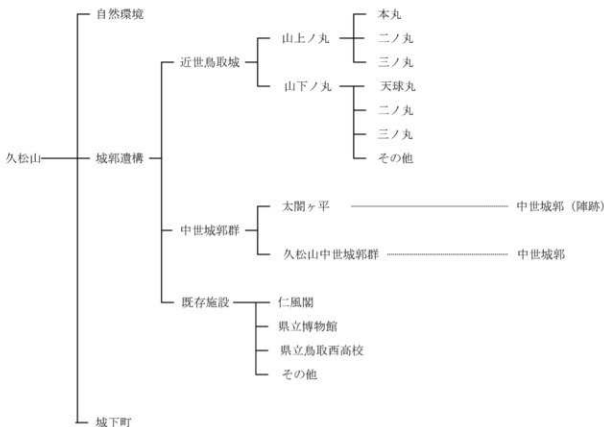 自然環境
本丸
山上ノ丸
二ノ丸
近世鳥取城
三ノ丸
山下ノ丸
天球丸
二ノ丸
三ノ丸
久松山
城郭遺構
その他
太閤ヶ平
中世城郭（陣跡）
中世城郭群
久松山中世城郭群
中世城郭
既存施設
仁風閣
県立博物館
県立鳥取西高校
その他
城下町